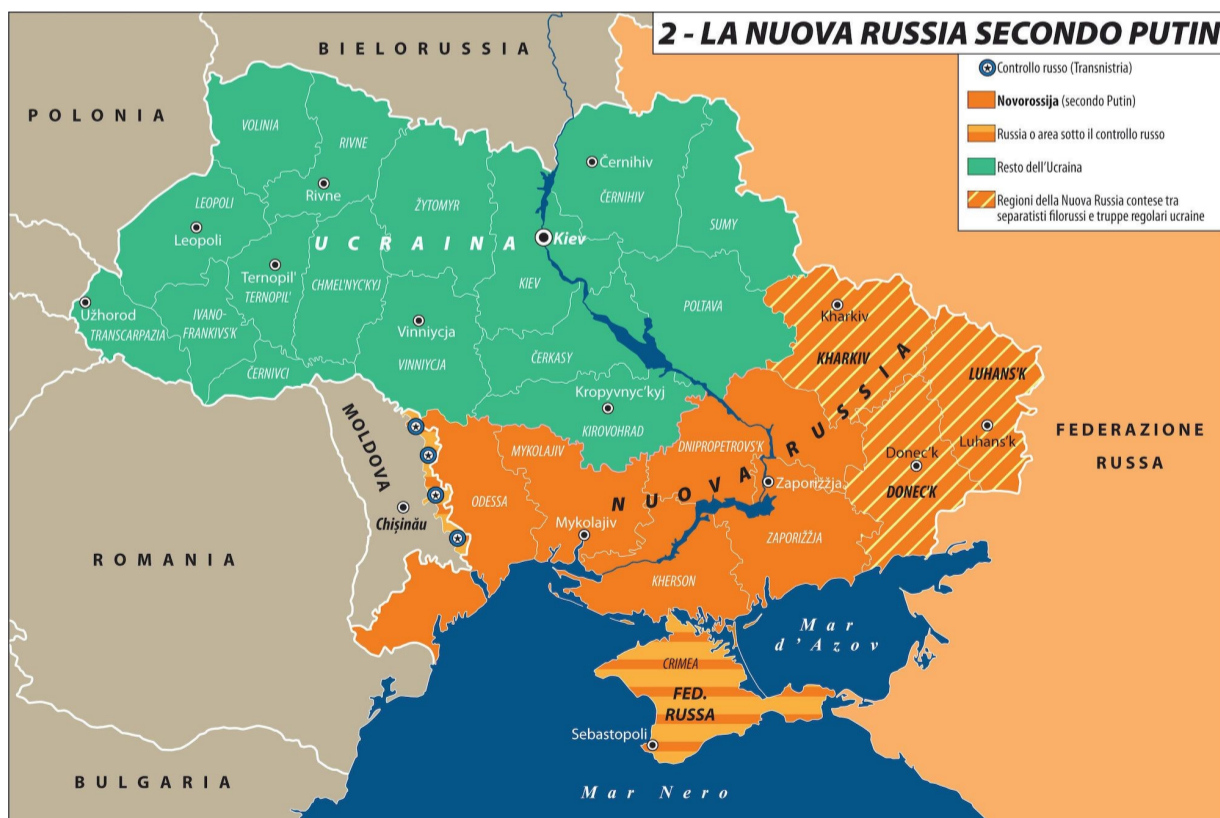 2 - LA NUOVA RUSSIA SECONDO PUTIN
Controllo russo (Transnistria)
Novorossija (secondo Putin)
Russia o area sotto il controllo russo
Resto dell'Ucraina
Regioni della Nuova Russia contese tra
separatisti filorussi e truppe regolari ucraine
BIELORUSSIA
POLONIA
VOLINIA
RIVNE
Rivne
ŽYTOMYR
Černihiv
ČERNIHIV
SUMY
LEOPOLI
Leopoli
UCRAINA
Kiev
KIEV
Ternopil'
TERNOPIL'
CHMEL'NYC'KYJ
Užhorod
TRANSCARPAZIA
IVANO-
FRANKIVS'K
ČERNIVCI
Vinniycja
VINNIYCJA
ČERKASY
POLTAVA
Kropyvnyc'kyj
KIROVOHRAD
Kharkiv
KHARKIV
LUHANS'K
Luhans'k
Donec'k
DONEC'K
FEDERAZIONE
RUSSA
MOLDOVA
Chişinău
ODESSA
MYKOLAJIV
Mykolajiv
DNIPROPETROVS'K
NUOVA RUSSIA
Zaporižžja
ZAPORIŽŽJA
KHERSON
ROMANIA
Mar
d'Azov
CRIMEA
FED.
RUSSA
Sebastopoli
BULGARIA
Mar Nero